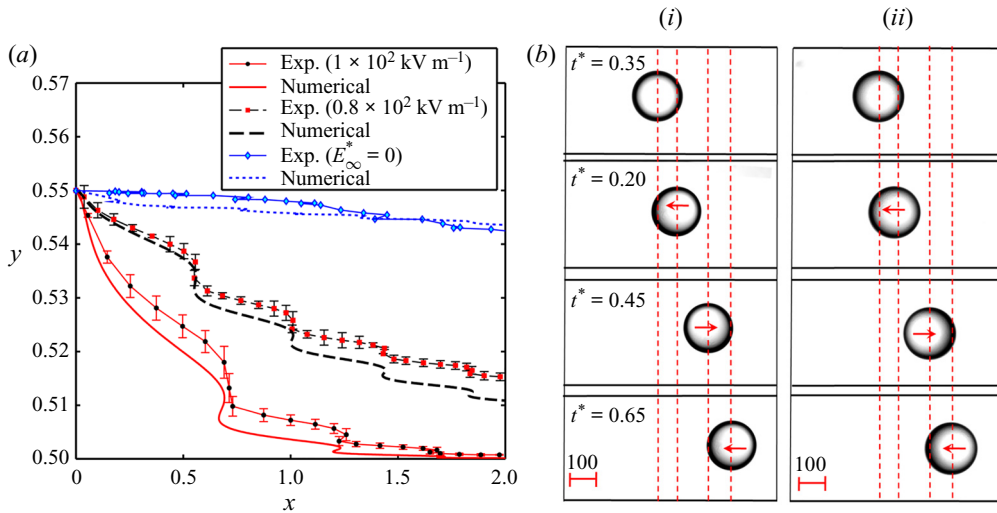 (a)
Exp. (1 × 10² kV m⁻¹)
Numerical
Exp. (0.8 × 10² kV m⁻¹)
Numerical
Exp. (E*∞ = 0)
Numerical
0.57
0.56
0.55
0.54
y
0.53
0.52
0.51
0.50
0
0.5
1.0
1.5
2.0
x
(b)
(i)
(ii)
t* = 0.35
t* = 0.20
t* = 0.45
t* = 0.65
100
100